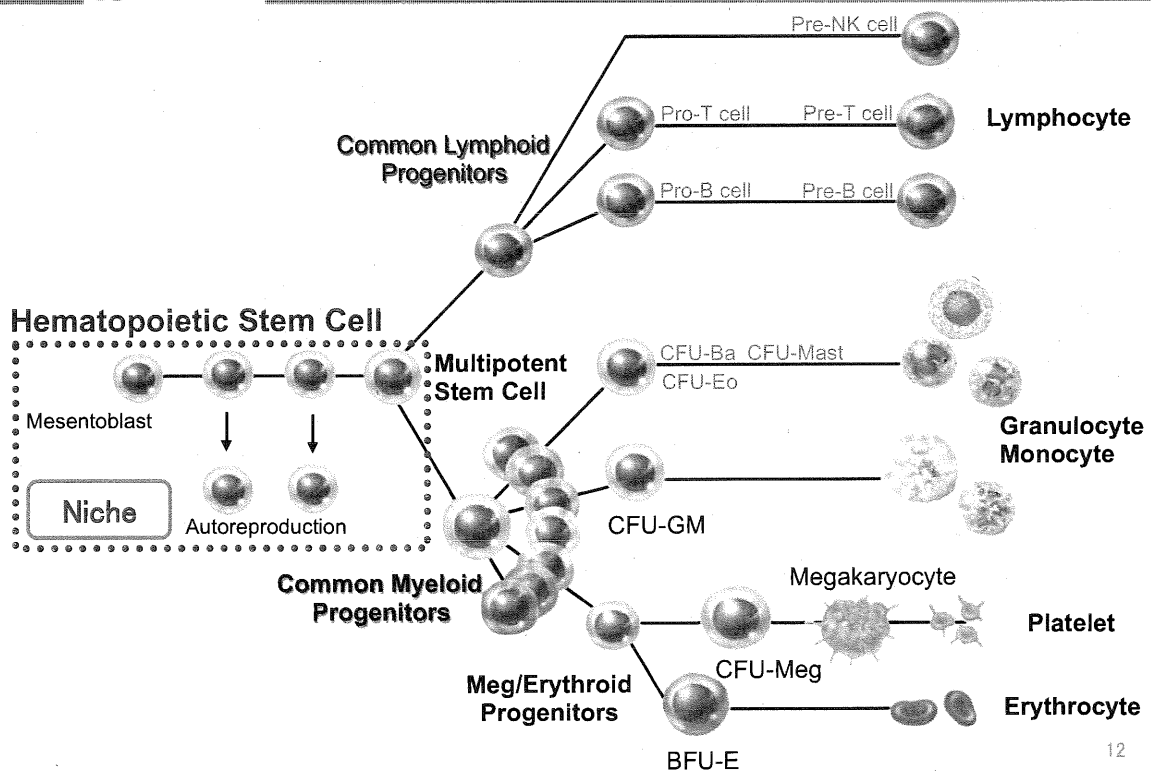 Pre-NK cell
Pro-T cell
Pre-T cell
Lymphocyte
Common Lymphoid
Progenitors
Pro-B cell
Pre-B cell
Hematopoietic Stem Cell
Multipotent
Stem Cell
Mesentoblast
Niche
Autoreproduction
CFU-Ba CFU-Mast
CFU-Eo
Granulocyte
Monocyte
CFU-GM
Common Myeloid
Progenitors
Megakaryocyte
Platelet
CFU-Meg
Meg/Erythroid
Progenitors
Erythrocyte
BFU-E
12